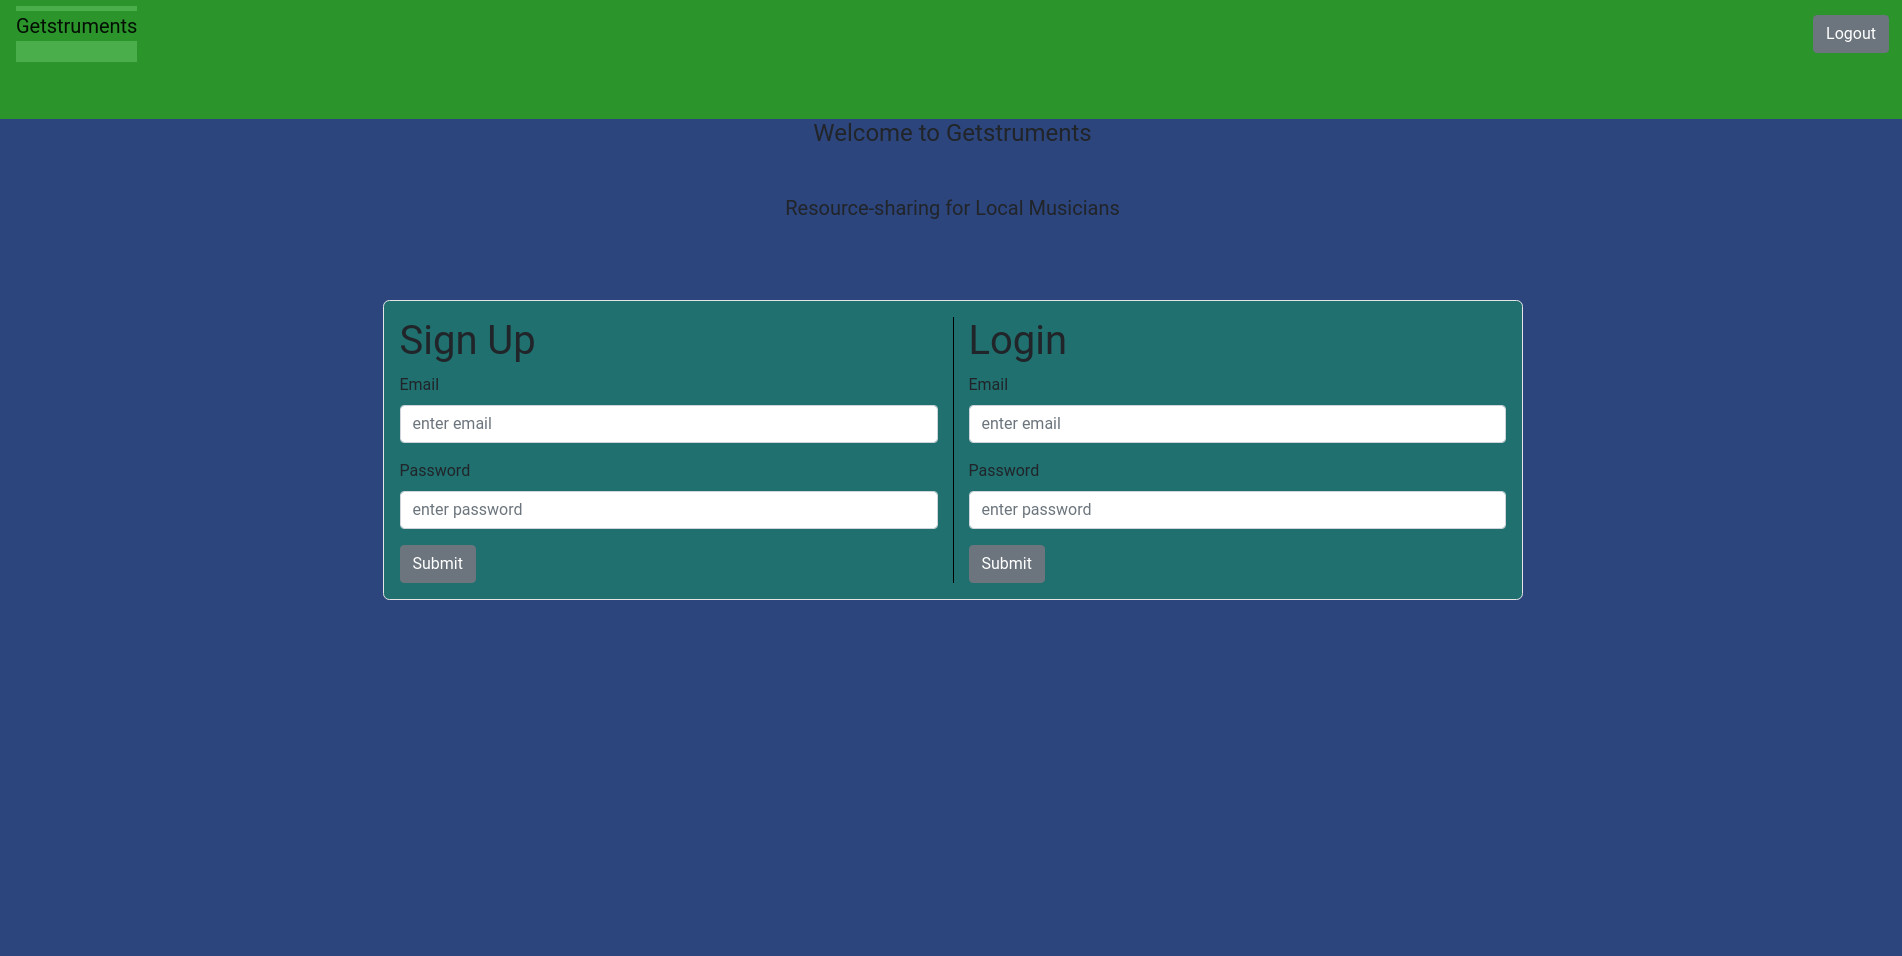 Getstruments
Logout
Welcome to Getstruments
Resource-sharing for Local Musicians
Sign Up
Email
enter email
Password
enter password
Submit
Login
Email
enter email
Password
enter password
Submit